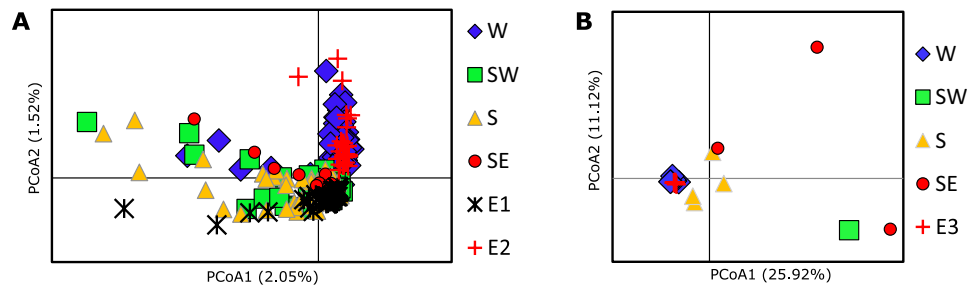 A
PCoA2 (1.52%)
PCoA1 (2.05%)
W
SW
S
SE
E1
E2
B
PCoA2 (11.12%)
PCoA1 (25.92%)
W
SW
S
SE
E3